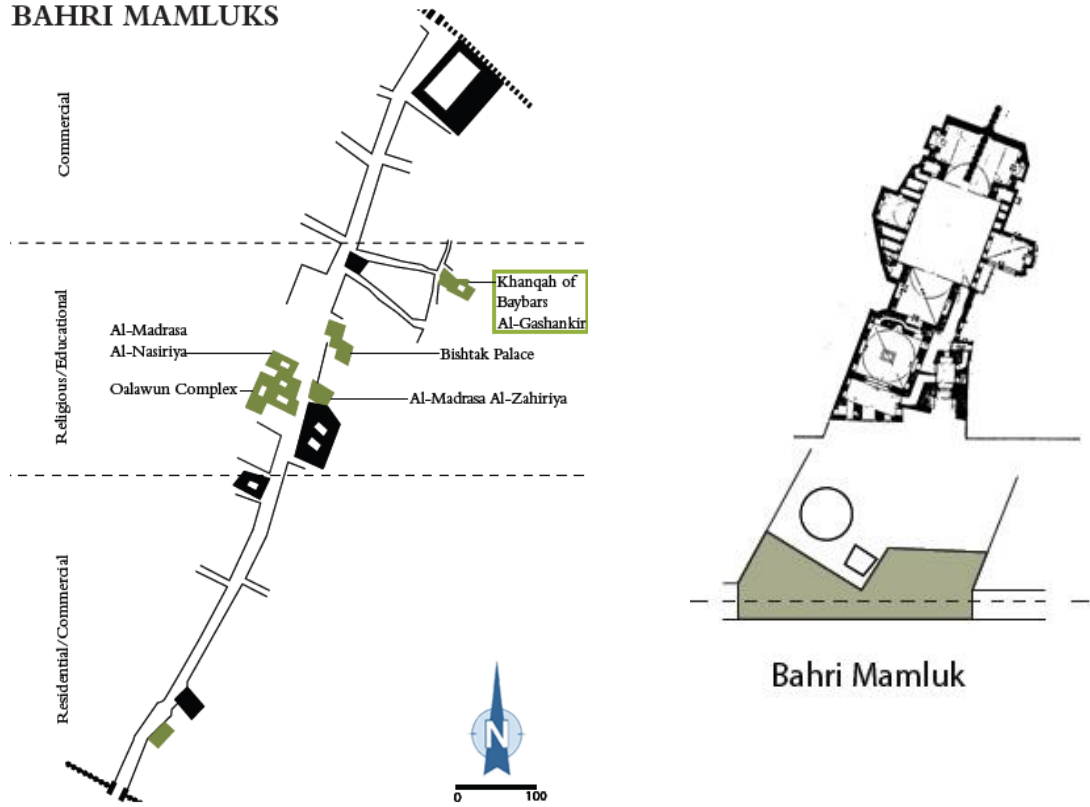 BAHRI MAMLUKS
Commercial
Religious/Educational
Residential/Commercial
Khanqah of
Baybars
Al-Gashankir
Al-Madrasa
Al-Nasiriya
Bishtak Palace
Oalawun Complex
Al-Madrasa Al-Zahiriya
N
0 100
Bahri Mamluk